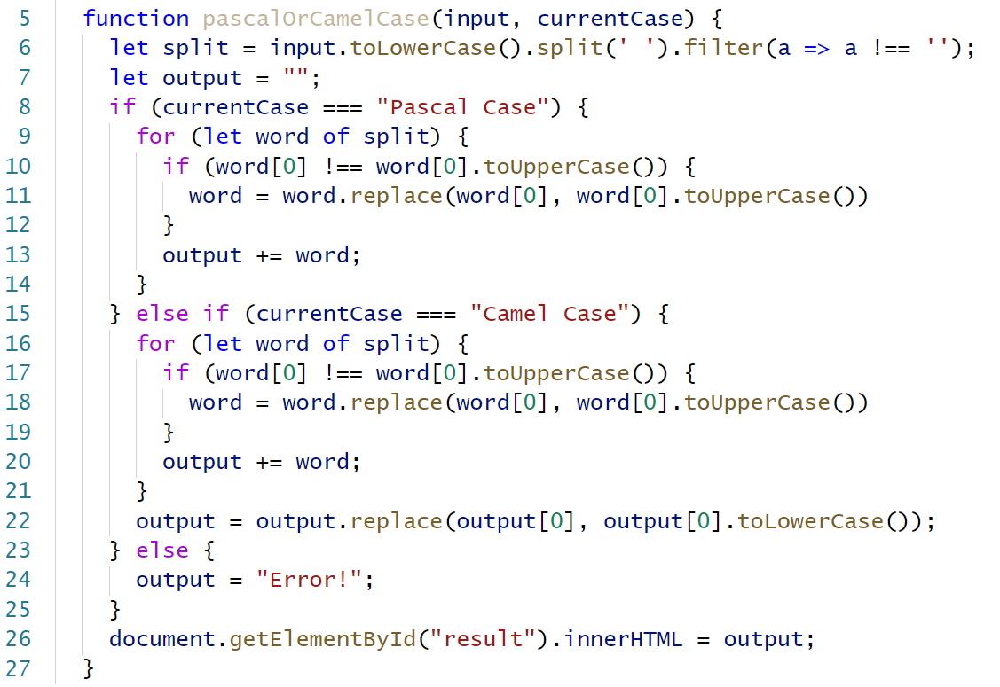 5 function pascalOrCamelCase(input, currentCase) {
6 let split = input.toLowerCase().split(' ').filter(a => a !== '');
7 let output = "";
8 if (currentCase === "Pascal Case") {
9 for (let word of split) {
10 if (word[0] !== word[0].toUpperCase()) {
11 word = word.replace(word[0], word[0].toUpperCase())
12 }
13 output += word;
14 }
15 } else if (currentCase === "Camel Case") {
16 for (let word of split) {
17 if (word[0] !== word[0].toUpperCase()) {
18 word = word.replace(word[0], word[0].toUpperCase())
19 }
20 output += word;
21 }
22 output = output.replace(output[0], output[0].toLowerCase());
23 } else {
24 output = "Error!";
25 }
26 document.getElementById("result").innerHTML = output;
27 }